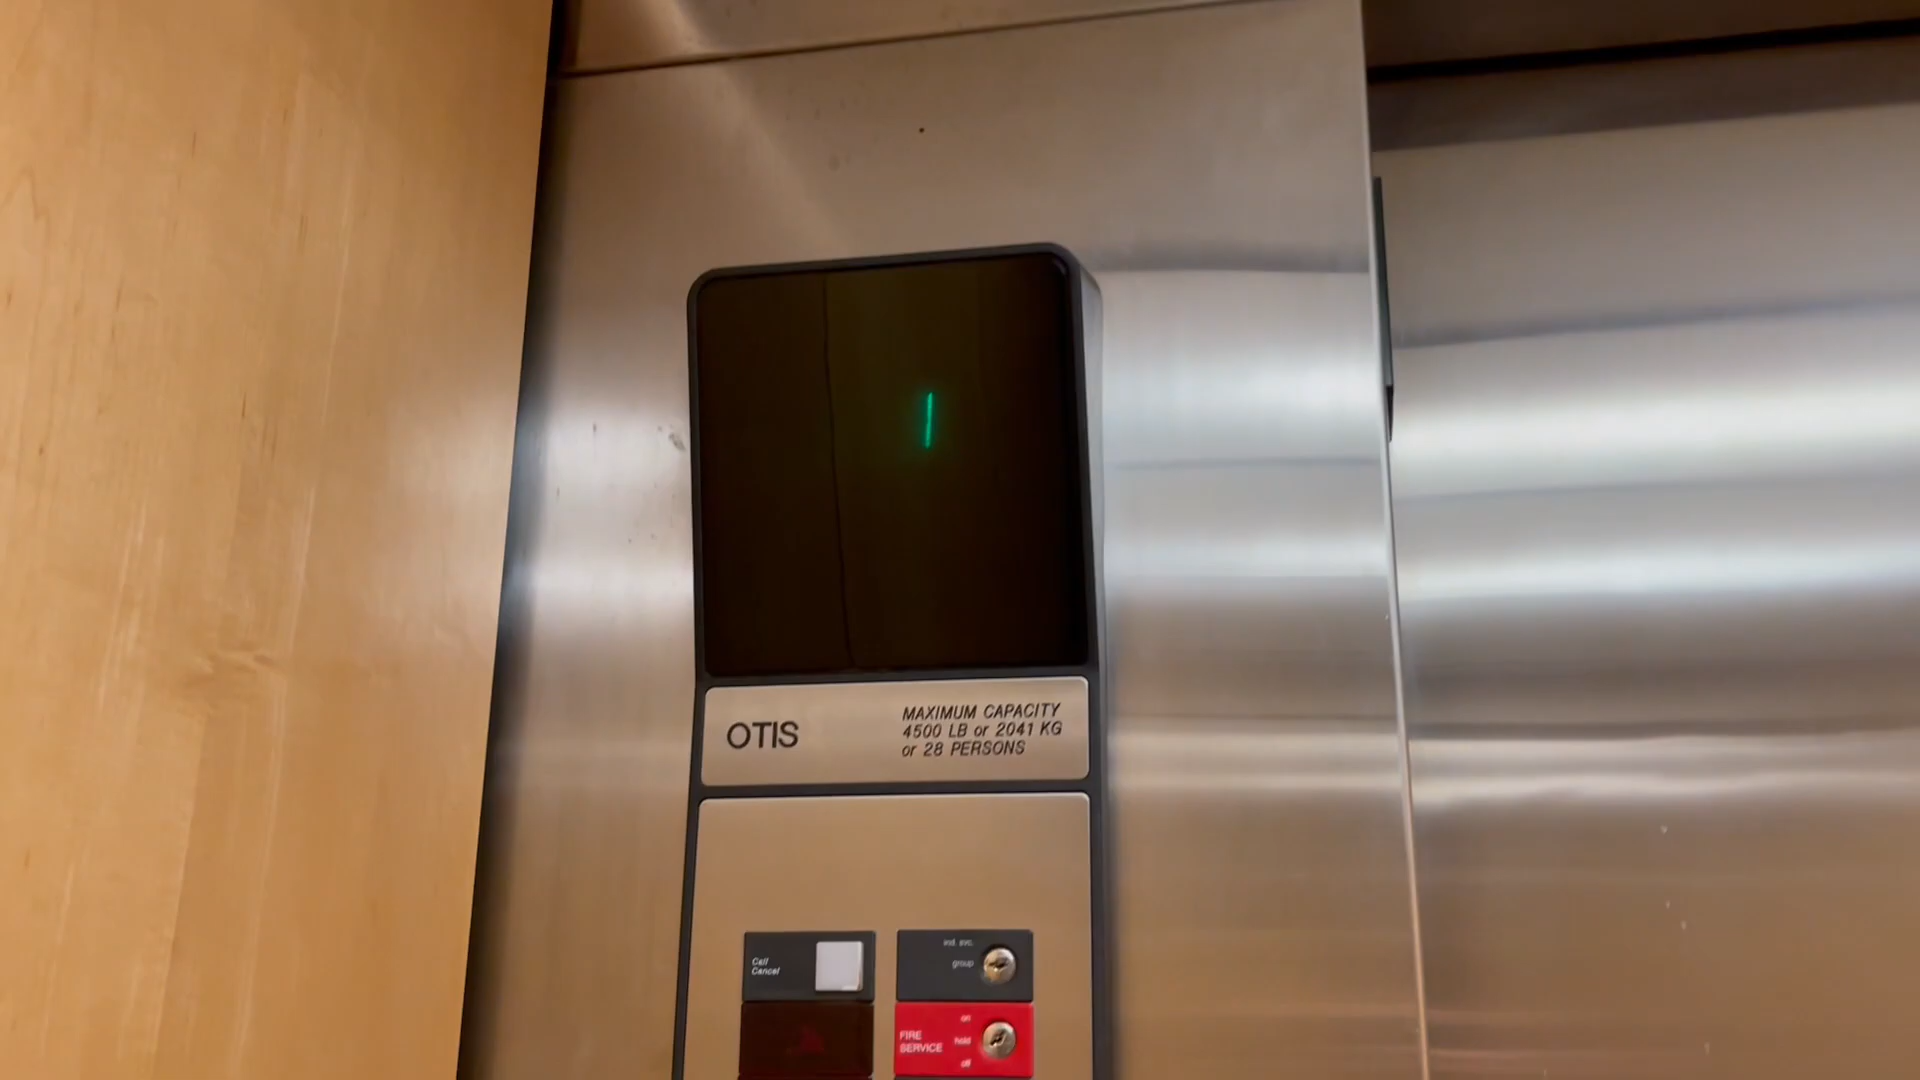 1
OTIS
MAXIMUM CAPACITY
4500 LB or 2041 KG
or 28 PERSONS
Call
Cancel
ind. svc.
group
FIRE
SERVICE
on
hold
off